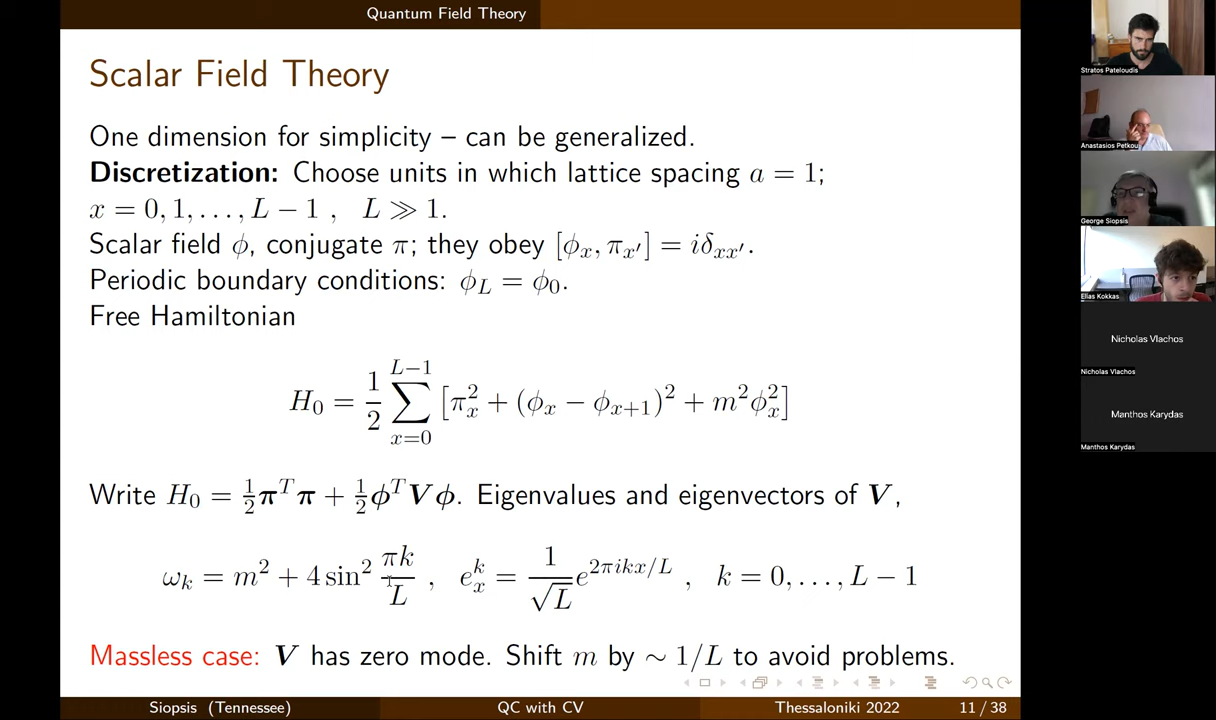 Quantum Field Theory
Scalar Field Theory
One dimension for simplicity – can be generalized.
Discretization: Choose units in which lattice spacing a = 1;
x = 0, 1, . . . , L − 1 , L ≫ 1.
Scalar field ϕ, conjugate π; they obey [ϕₓ, πₓ′] = iδₓₓ′.
Periodic boundary conditions: ϕ_L = ϕ_0.
Free Hamiltonian
H_0 = 1/2 ∑_{x=0}^{L−1} [π_x^2 + (ϕ_x − ϕ_{x+1})^2 + m^2 ϕ_x^2]
Write H_0 = 1/2 π^T π + 1/2 ϕ^T V ϕ. Eigenvalues and eigenvectors of V,
ω_k = m^2 + 4 sin^2 πk/L , e_x^k = 1/√L e^{2πikx/L} , k = 0, . . . , L − 1
Massless case: V has zero mode. Shift m by ∼ 1/L to avoid problems.
Siopsis (Tennessee) QC with CV Thessaloniki 2022 11 / 38
Stratos Pateloudis
Anastasios Petkou
George Siopsis
Elias Kokkas
Nicholas Vlachos
Nicholas Vlachos
Manthos Karydas
Manthos Karydas